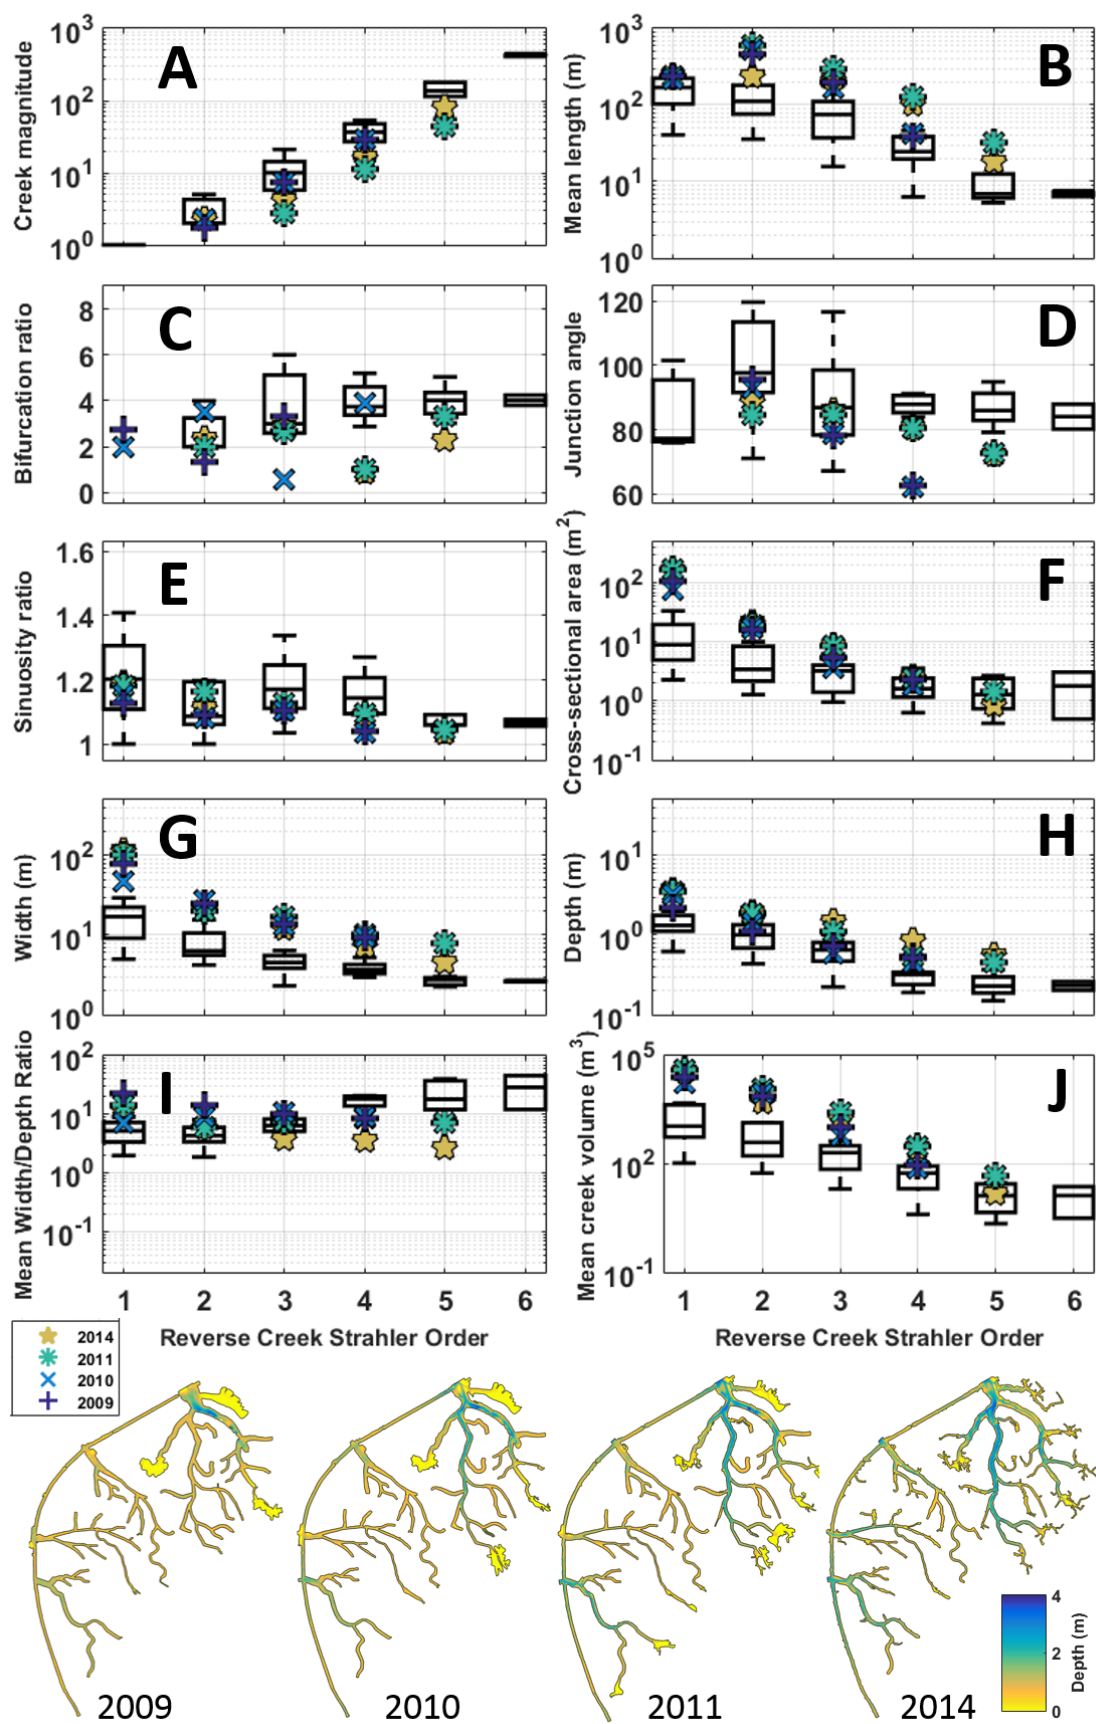 A
Creek magnitude
10³
10²
10¹
10⁰
B
Mean length (m)
10³
10²
10¹
10⁰
C
Bifurcation ratio
8
6
4
2
0
D
Junction angle
120
100
80
60
E
Sinuosity ratio
1.6
1.4
1.2
1
F
Cross-sectional area (m²)
10²
10¹
10⁰
10⁻¹
G
Width (m)
10²
10¹
10⁰
H
Depth (m)
10¹
10⁰
10⁻¹
I
Mean Width/Depth Ratio
10²
10¹
10⁰
10⁻¹
J
Mean creek volume (m³)
10⁵
10²
10⁻¹
1 2 3 4 5 6
1 2 3 4 5 6
Reverse Creek Strahler Order
Reverse Creek Strahler Order
2014
2011
2010
2009
2009
2010
2011
2014
4
2
0
Depth (m)